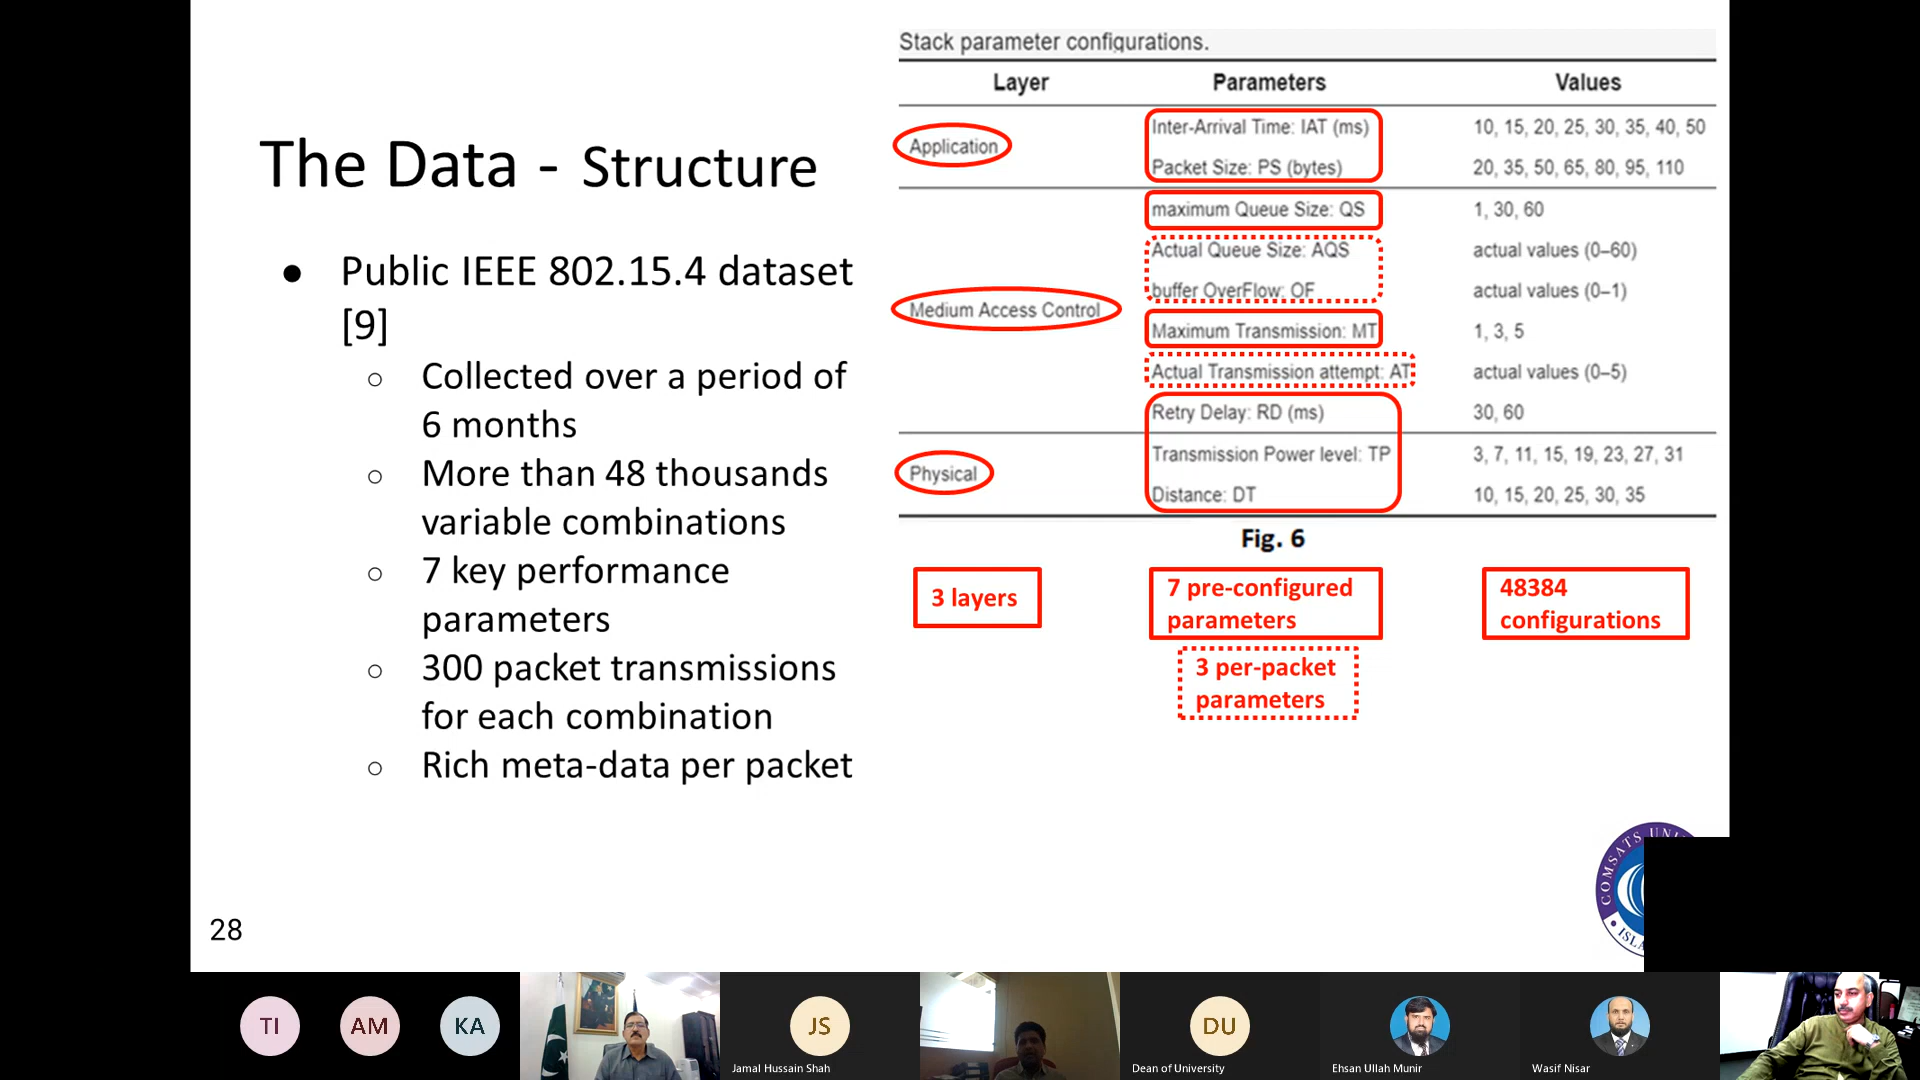 The Data - Structure
● Public IEEE 802.15.4 dataset
[9]
○ Collected over a period of
6 months
○ More than 48 thousands
variable combinations
○ 7 key performance
parameters
○ 300 packet transmissions
for each combination
○ Rich meta-data per packet
28
Stack parameter configurations.
Layer Parameters Values
Application
Inter-Arrival Time: IAT (ms) 10, 15, 20, 25, 30, 35, 40, 50
Packet Size: PS (bytes) 20, 35, 50, 65, 80, 95, 110
Medium Access Control
maximum Queue Size: QS 1, 30, 60
Actual Queue Size: AQS actual values (0–60)
buffer OverFlow: OF actual values (0–1)
Maximum Transmission: MT 1, 3, 5
Actual Transmission attempt: AT actual values (0–5)
Retry Delay: RD (ms) 30, 60
Physical
Transmission Power level: TP 3, 7, 11, 15, 19, 23, 27, 31
Distance: DT 10, 15, 20, 25, 30, 35
Fig. 6
3 layers
7 pre-configured
parameters
48384
configurations
3 per-packet
parameters
COMSATS
TI AM KA JS DU
Jamal Hussain Shah Dean of University Ehsan Ullah Munir Wasif Nisar